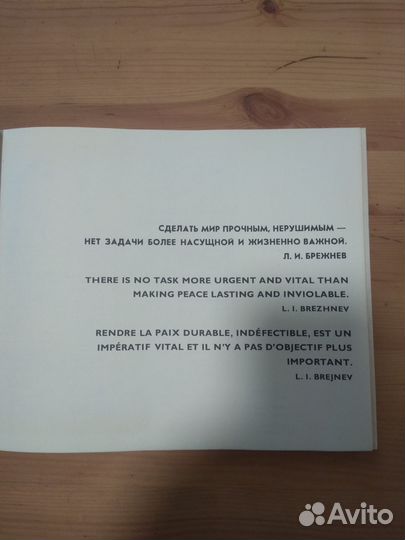 СДЕЛАТЬ МИР ПРОЧНЫМ, НЕРУШИМЫМ —
НЕТ ЗАДАЧИ БОЛЕЕ НАСУЩНОЙ И ЖИЗНЕННО ВАЖНОЙ.
Л. И. БРЕЖНЕВ
THERE IS NO TASK MORE URGENT AND VITAL THAN
MAKING PEACE LASTING AND INVIOLABLE.
L. I. BREZHNEV
RENDRE LA PAIX DURABLE, INDÉFECTIBLE, EST UN
IMPÉRATIF VITAL ET IL N'Y A PAS D'OBJECTIF PLUS
IMPORTANT.
L. I. BREJNEV
Avito